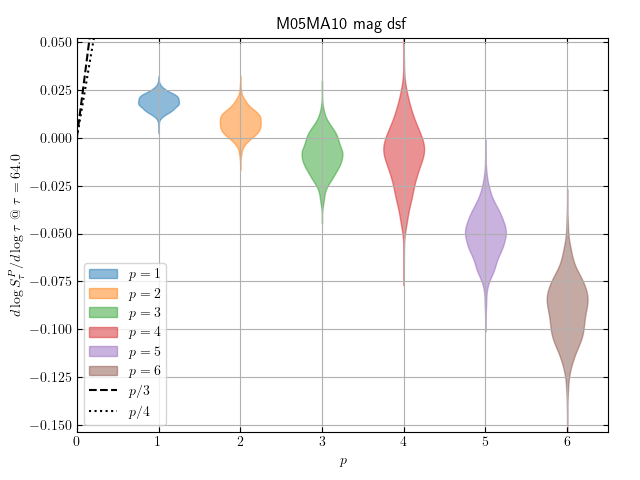 M05MA10 mag dsf
d log S_τ^P / d log τ @ τ = 64.0
0.050
0.025
0.000
−0.025
−0.050
−0.075
−0.100
−0.125
−0.150
p = 1
p = 2
p = 3
p = 4
p = 5
p = 6
p/3
p/4
0 1 2 3 4 5 6
p